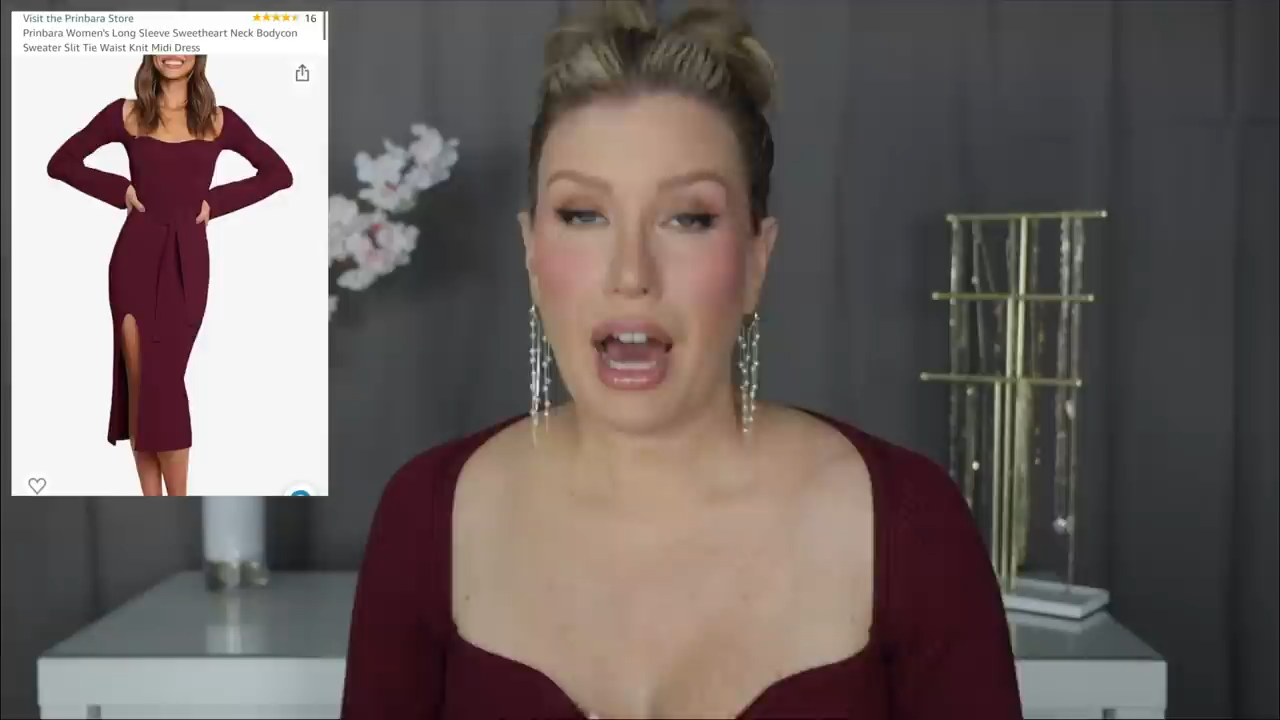 Visit the Prinbara Store 16
Prinbara Women's Long Sleeve Sweetheart Neck Bodycon
Sweater Slit Tie Waist Knit Midi Dress